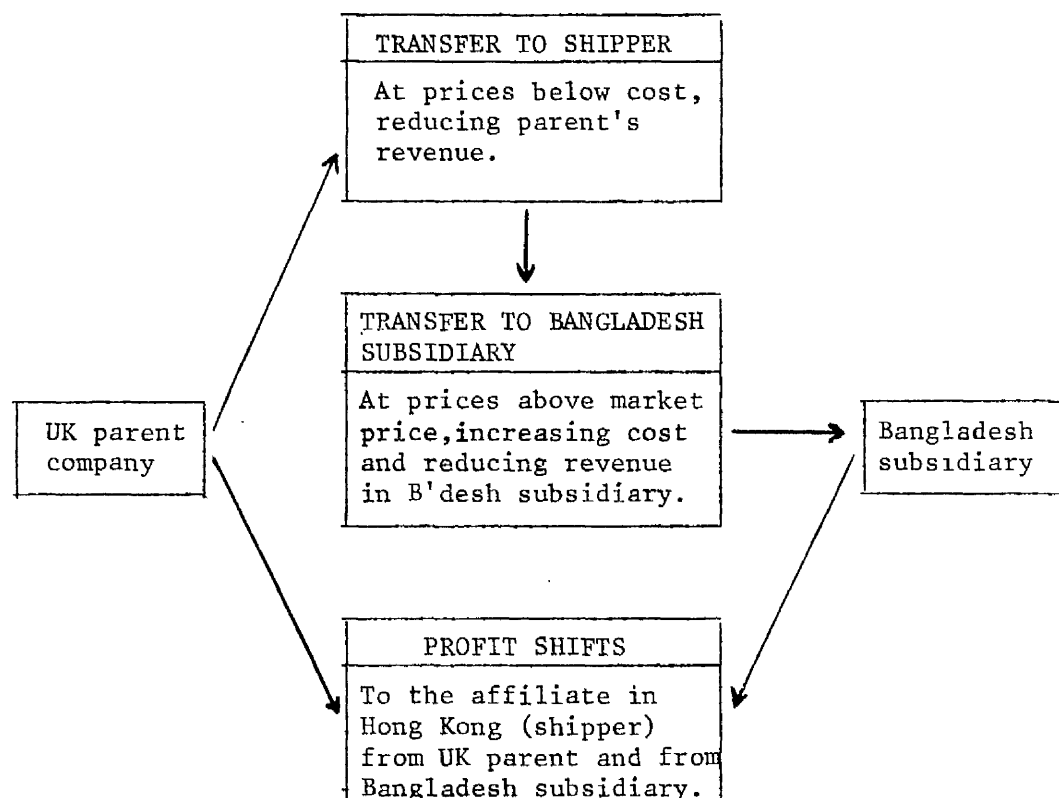 TRANSFER TO SHIPPER
At prices below cost,
reducing parent's
revenue.
TRANSFER TO BANGLADESH
SUBSIDIARY
At prices above market
price,increasing cost
and reducing revenue
in B'desh subsidiary.
UK parent
company
Bangladesh
subsidiary
PROFIT SHIFTS
To the affiliate in
Hong Kong (shipper)
from UK parent and from
Bangladesh subsidiary.